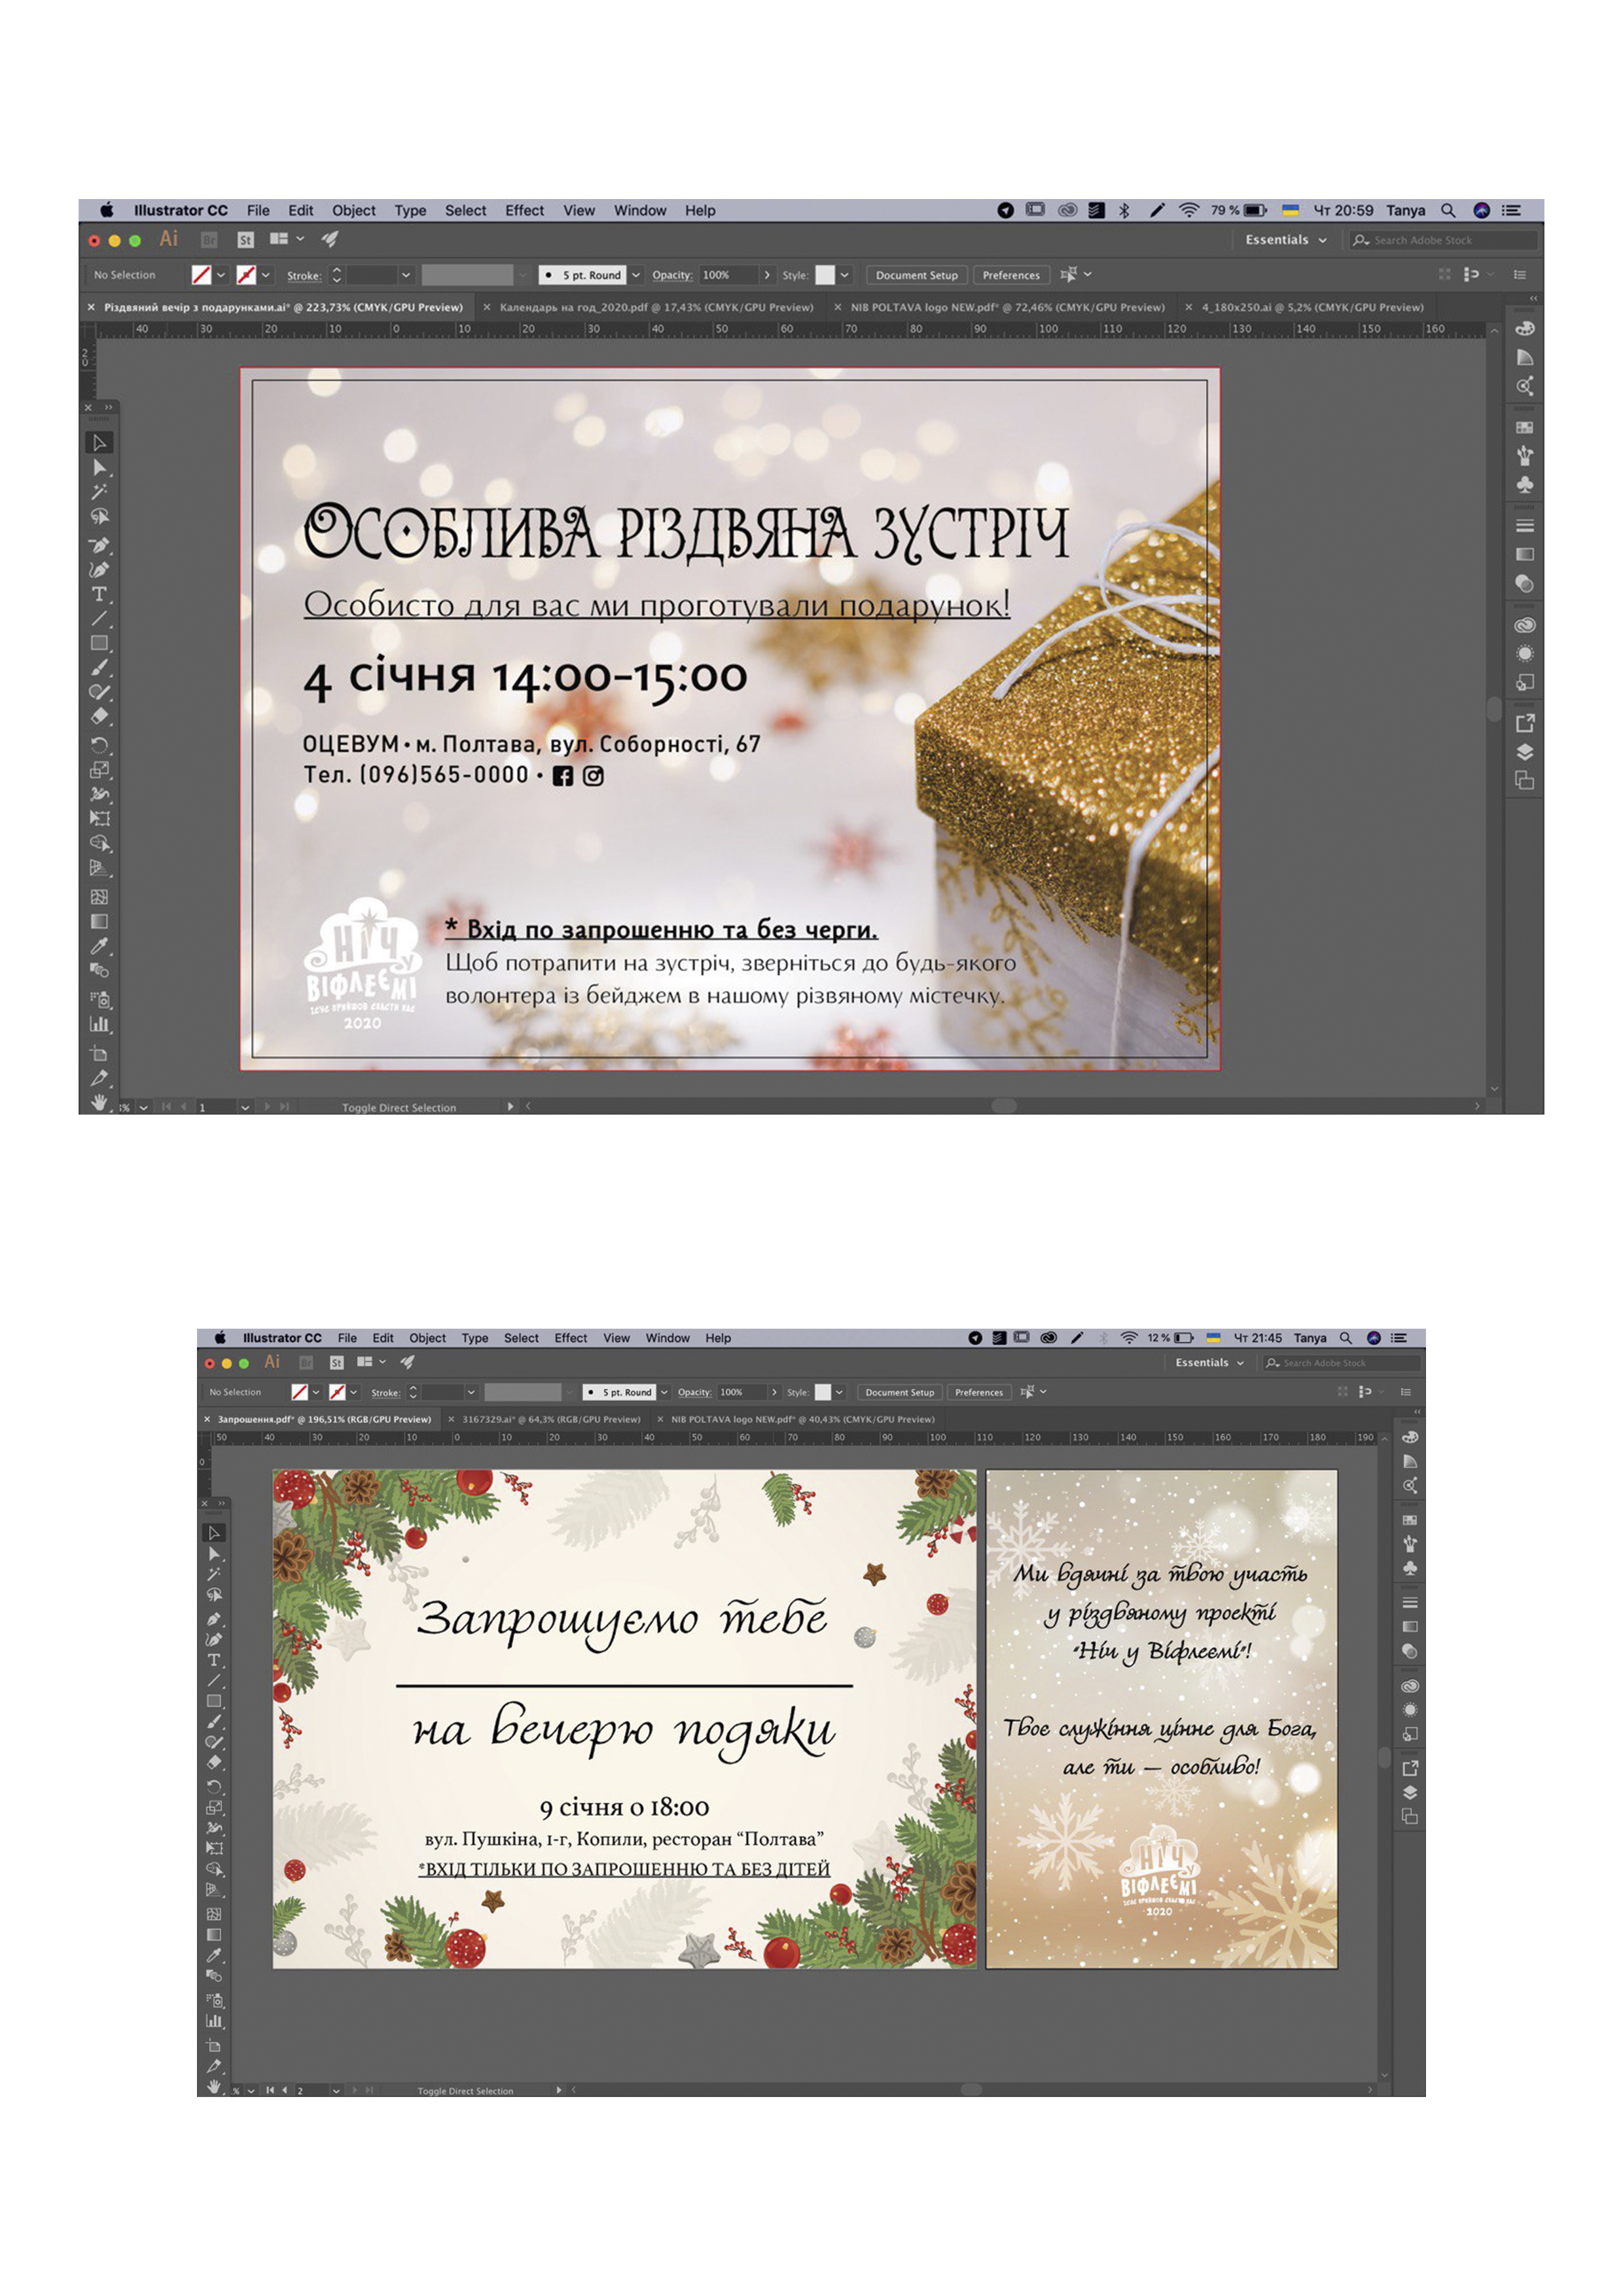 Illustrator CC File Edit Object Type Select Effect View Window Help 79 % Чт 20:59 Tanya
Ai Br St Essentials Search Adobe Stock
No Selection Stroke: 5 pt. Round Opacity: 100% Style: Document Setup Preferences
× Різдвяний вечір з подарунками.ai* @ 223,73% (CMYK/GPU Preview) × Календарь на год_2020.pdf @ 17,43% (CMYK/GPU Preview) × NIB POLTAVA logo NEW.pdf* @ 72,46% (CMYK/GPU Preview) × 4_180x250.ai @ 5,2% (CMYK/GPU Preview)
40 30 20 10 0 10 20 30 40 50 60 70 80 90 100 110 120 130 140 150 160
ОСОБЛИВА РІЗДВЯНА ЗУСТРІЧ
Особисто для вас ми проготували подарунок!
4 січня 14:00-15:00
ОЦЕВУМ • м. Полтава, вул. Соборності, 67
Тел. (096)565-0000 •
НІЧ
У
ВІФЛЕЄМІ
ІСУС ПРИЙШОВ СПАСТИ НАС
2020
* Вхід по запрошенню та без черги.
Щоб потрапити на зустріч, зверніться до будь-якого
волонтера із бейджем в нашому різвяному містечку.
1 Toggle Direct Selection
Illustrator CC File Edit Object Type Select Effect View Window Help 12 % Чт 21:45 Tanya
Ai Br St Essentials Search Adobe Stock
No Selection Stroke: 5 pt. Round Opacity: 100% Style: Document Setup Preferences
× Запрошення.pdf* @ 196,51% (RGB/GPU Preview) × 3167329.ai* @ 64,3% (RGB/GPU Preview) × NIB POLTAVA logo NEW.pdf* @ 40,43% (CMYK/GPU Preview)
50 40 30 20 10 0 10 20 30 40 50 60 70 80 90 100 110 120 130 140 150 160 170 180 190
Запрошуємо тебе
на вечерю подяки
9 січня о 18:00
вул. Пушкіна, 1-г, Копили, ресторан “Полтава”
*ВХІД ТІЛЬКИ ПО ЗАПРОШЕННЮ ТА БЕЗ ДІТЕЙ
Ми вдячні за твою участь
у різдвяному проекті
"Ніч у Віфлеємі"!
Твоє служіння цінне для Бога,
але ти — особливо!
НІЧ
У
ВІФЛЕЄМІ
ІСУС ПРИЙШОВ СПАСТИ НАС
2020
2 Toggle Direct Selection